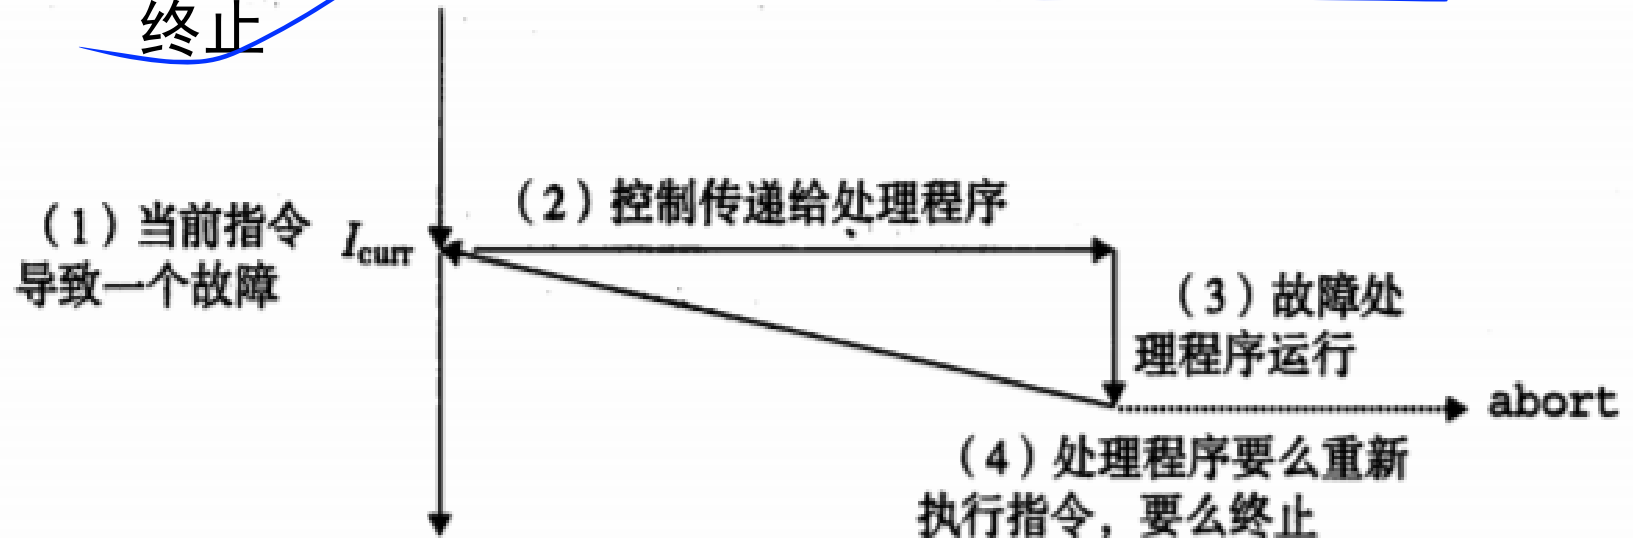 终止
(2)控制传递给处理程序
(1)当前指令
导致一个故障
Icurr
(3)故障处
理程序运行
abort
(4)处理程序要么重新
执行指令,要么终止